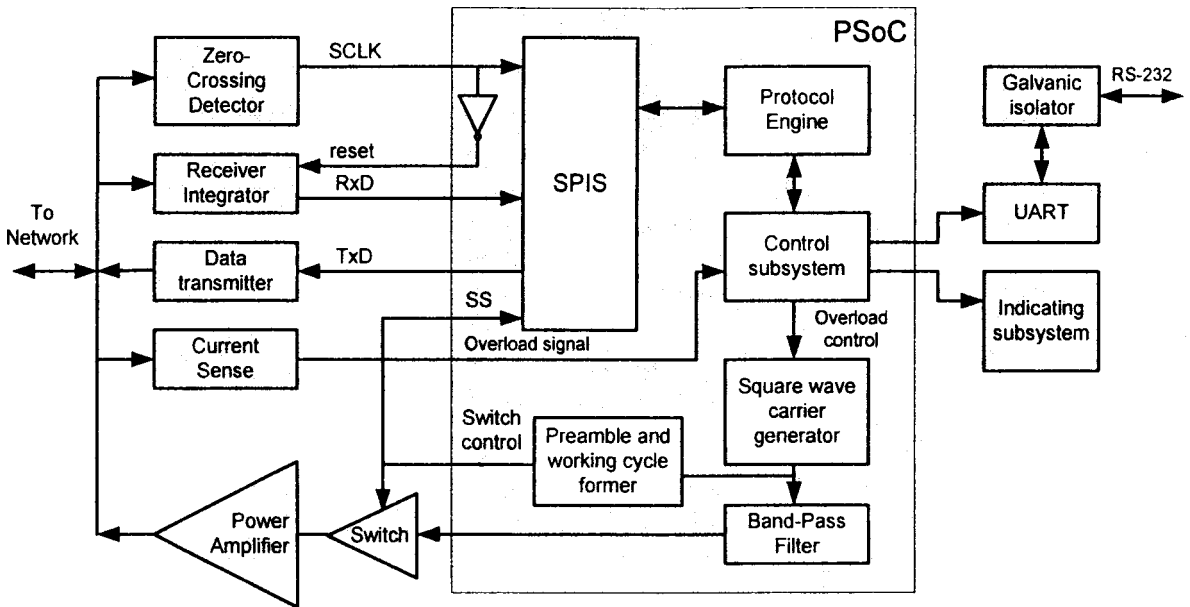 PSoC
Zero-
Crossing
Detector
SCLK
reset
Receiver
Integrator
RxD
To
Network
Data
transmitter
TxD
SS
Current
Sense
Overload signal
SPIS
Protocol
Engine
Control
subsystem
Overload
control
Square wave
carrier
generator
Switch
control
Preamble and
working cycle
former
Band-Pass
Filter
Power
Amplifier
Switch
Galvanic
isolator
RS-232
UART
Indicating
subsystem